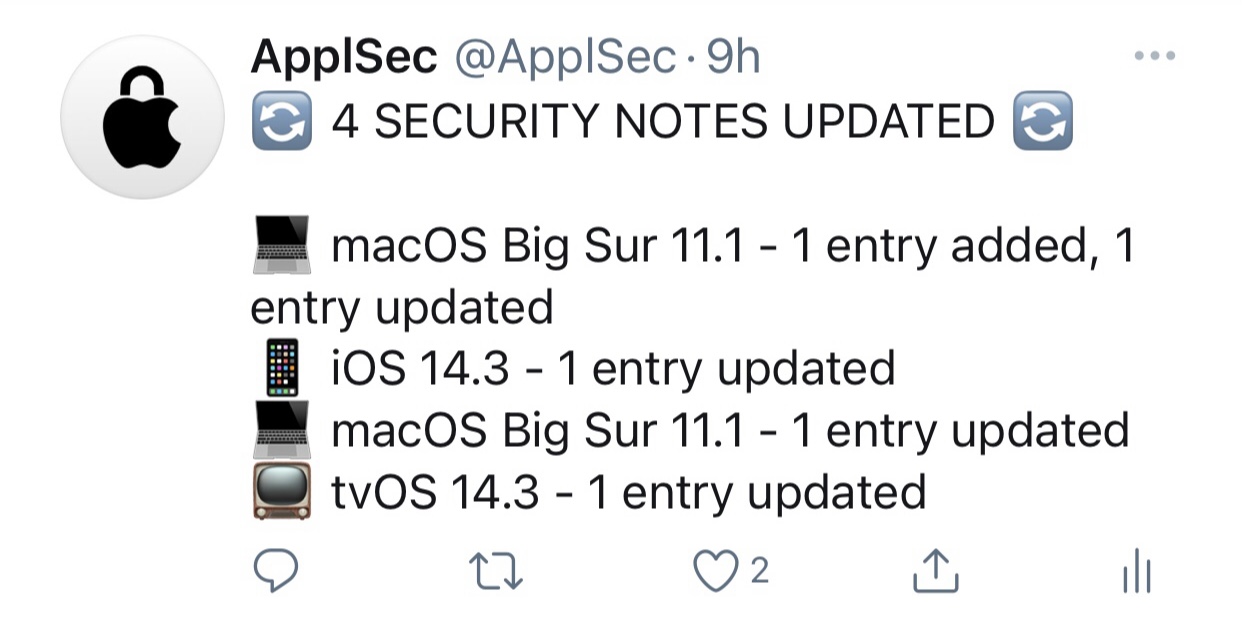 ApplSec @ApplSec · 9h
🔄 4 SECURITY NOTES UPDATED 🔄
💻 macOS Big Sur 11.1 - 1 entry added, 1
entry updated
📱 iOS 14.3 - 1 entry updated
💻 macOS Big Sur 11.1 - 1 entry updated
📺 tvOS 14.3 - 1 entry updated
2